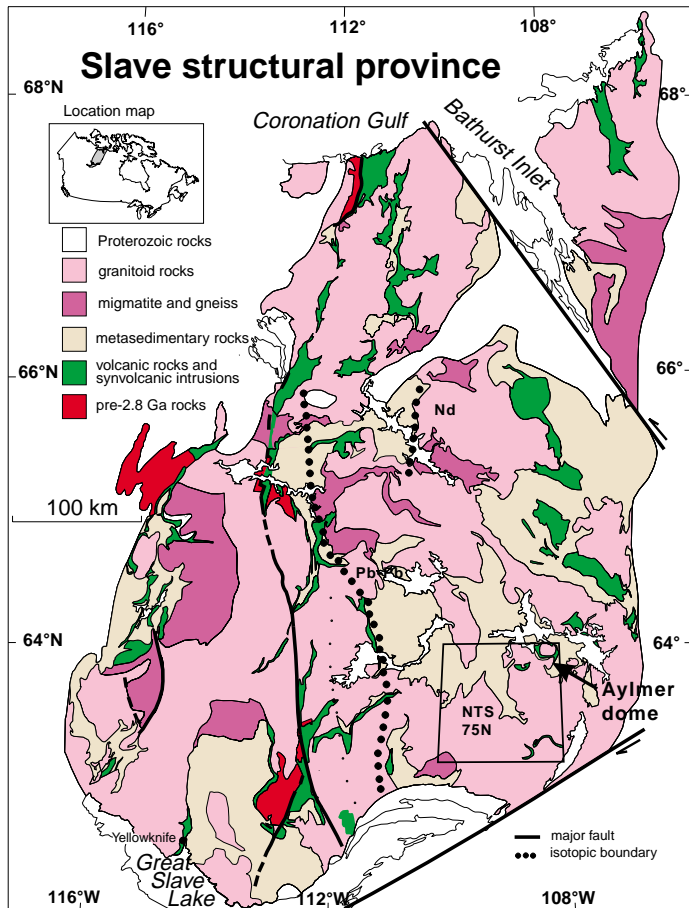 116°
112°
108°
Slave structural province
68°N
68°
Location map
Coronation Gulf
Bathurst Inlet
Proterozoic rocks
granitoid rocks
migmatite and gneiss
metasedimentary rocks
volcanic rocks and
synvolcanic intrusions
pre-2.8 Ga rocks
66°N
66°
Nd
100 km
Pb-Pb
64°N
64°
Aylmer
dome
NTS
75N
major fault
isotopic boundary
Yellowknife
Great
Slave
Lake
116°W
112°W
108°W